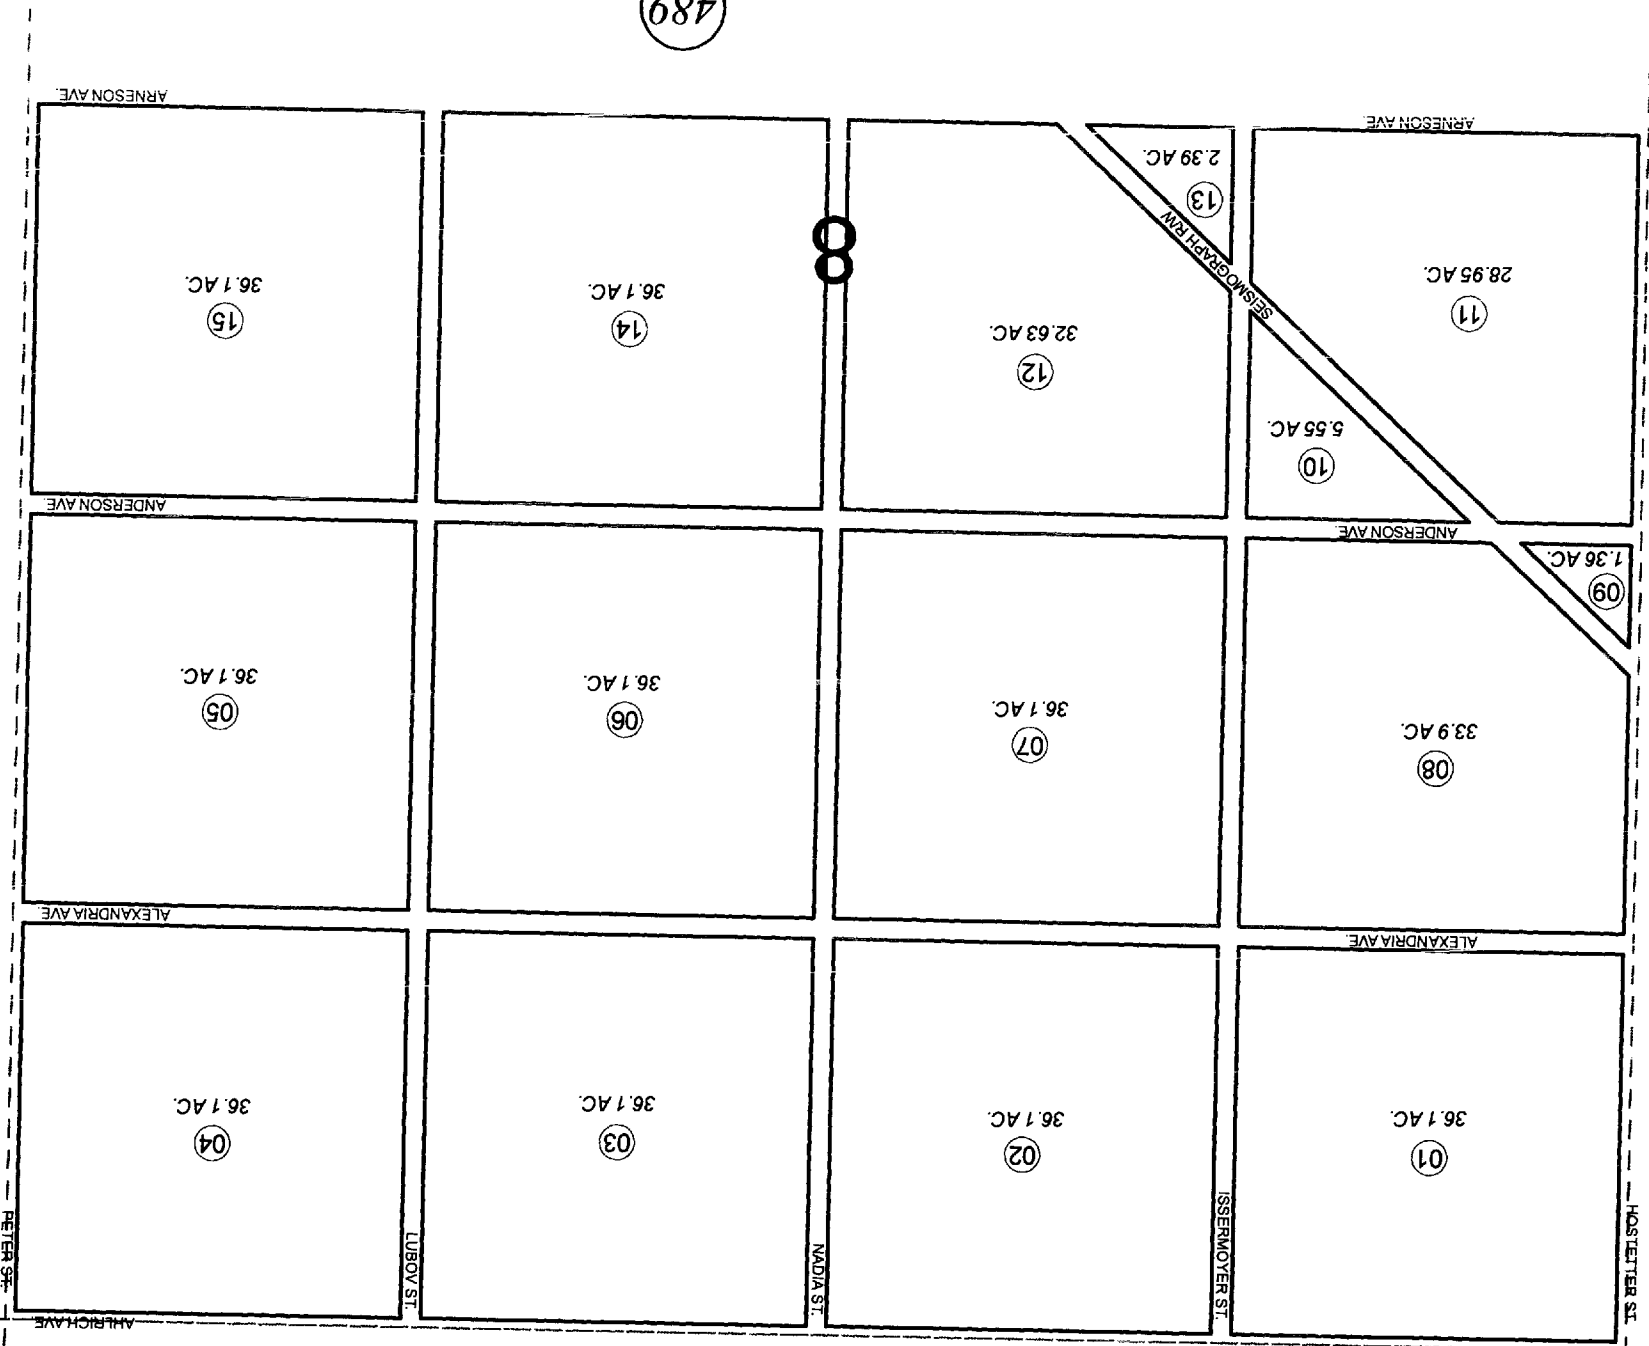 AHLRICH AVE
HOSTETTER ST.
ISSERMOYER ST.
NADIA ST.
LUBOV ST.
PETER ST.
01
36.1 AC.
02
36.1 AC.
03
36.1 AC.
04
36.1 AC.
ALEXANDRIA AVE.
ALEXANDRIA AVE.
08
33.9 AC.
07
36.1 AC.
06
36.1 AC.
05
36.1 AC.
09
1.36 AC.
ANDERSON AVE.
ANDERSON AVE.
10
5.55 AC.
11
28.95 AC.
12
32.63 AC.
SEISMOGRAPH R/W
13
2.39 AC.
14
36.1 AC.
15
36.1 AC.
8
ARNESON AVE.
ARNESON AVE.
489